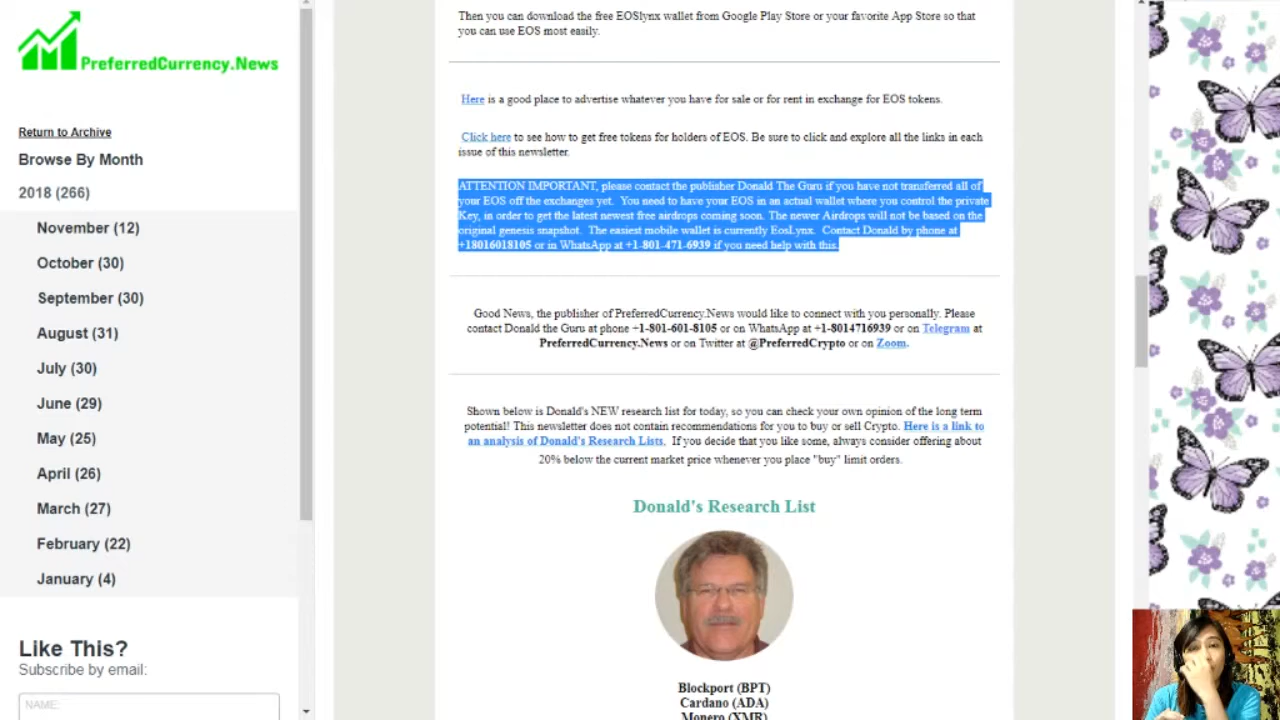 PreferredCurrency.News
Return to Archive
Browse By Month
2018 (266)
November (12)
October (30)
September (30)
August (31)
July (30)
June (29)
May (25)
April (26)
March (27)
February (22)
January (4)
Like This?
Subscribe by email:
NAME:
Then you can download the free EOSlynx wallet from Google Play Store or your favorite App Store so that
you can use EOS most easily.
Here is a good place to advertise whatever you have for sale or for rent in exchange for EOS tokens.
Click here to see how to get free tokens for holders of EOS. Be sure to click and explore all the links in each
issue of this newsletter.
ATTENTION IMPORTANT, please contact the publisher Donald The Guru if you have not transferred all of
your EOS off the exchanges yet. You need to have your EOS in an actual wallet where you control the private
Key, in order to get the latest newest free airdrops coming soon. The newer Airdrops will not be based on the
original genesis snapshot. The easiest mobile wallet is currently EosLynx. Contact Donald by phone at
+18016018105 or in WhatsApp at +1-801-471-6939 if you need help with this.
Good News, the publisher of PreferredCurrency.News would like to connect with you personally. Please
contact Donald the Guru at phone +1-801-601-8105 or on WhatsApp at +1-8014716939 or on Telegram at
PreferredCurrency.News or on Twitter at @PreferredCrypto or on Zoom.
Shown below is Donald's NEW research list for today, so you can check your own opinion of the long term
potential! This newsletter does not contain recommendations for you to buy or sell Crypto. Here is a link to
an analysis of Donald's Research Lists. If you decide that you like some, always consider offering about
20% below the current market price whenever you place "buy" limit orders.
Donald's Research List
Blockport (BPT)
Cardano (ADA)
Monero (XMR)